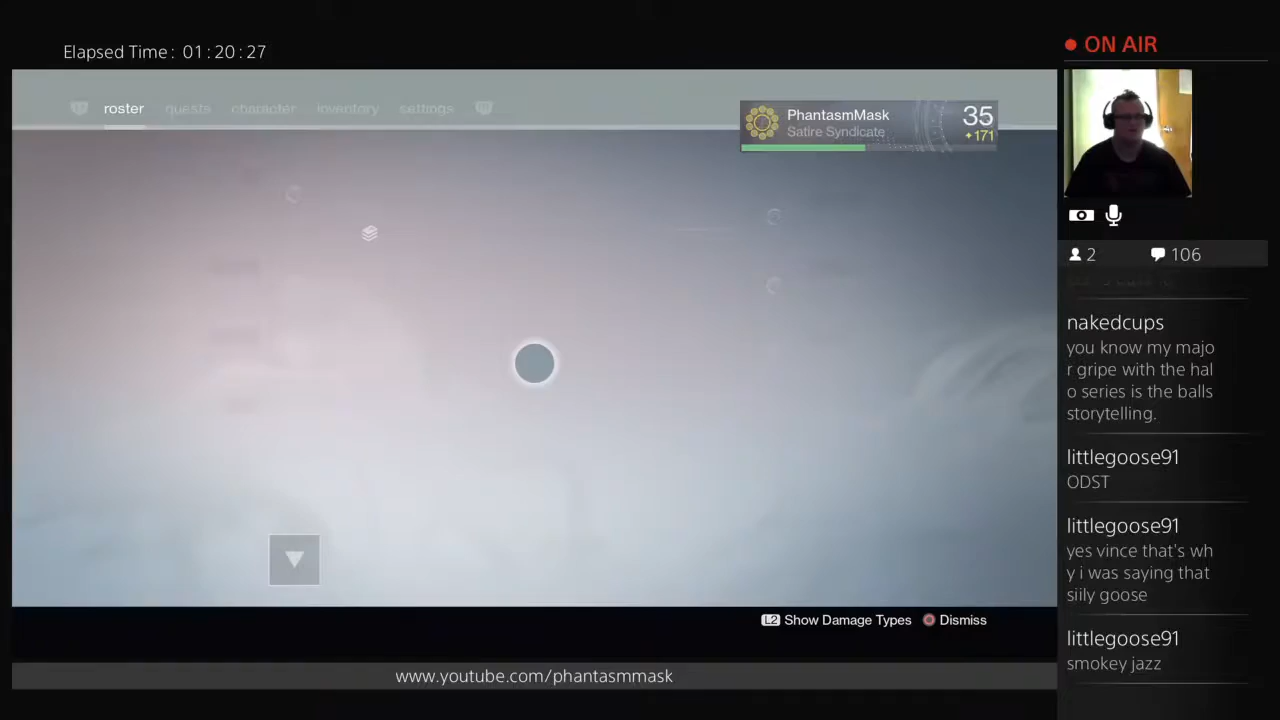 Elapsed Time: 01:20:27
ON AIR
roster quests character inventory settings
PhantasmMask
Satire Syndicate
35
+171
2 106
nakedcups
you know my majo
r gripe with the hal
o series is the balls
storytelling.
littlegoose91
ODST
littlegoose91
yes vince that's wh
y i was saying that
siily goose
littlegoose91
smokey jazz
L2 Show Damage Types Dismiss
www.youtube.com/phantasmmask